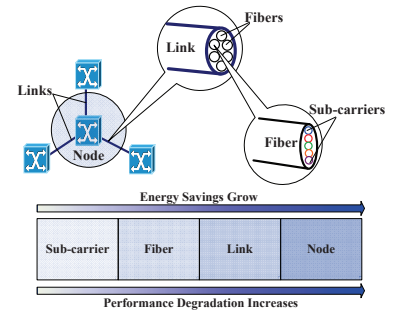 Fibers
Link
Links
Sub-carriers
Node
Fiber
Energy Savings Grow
Sub-carrier Fiber Link Node
Performance Degradation Increases